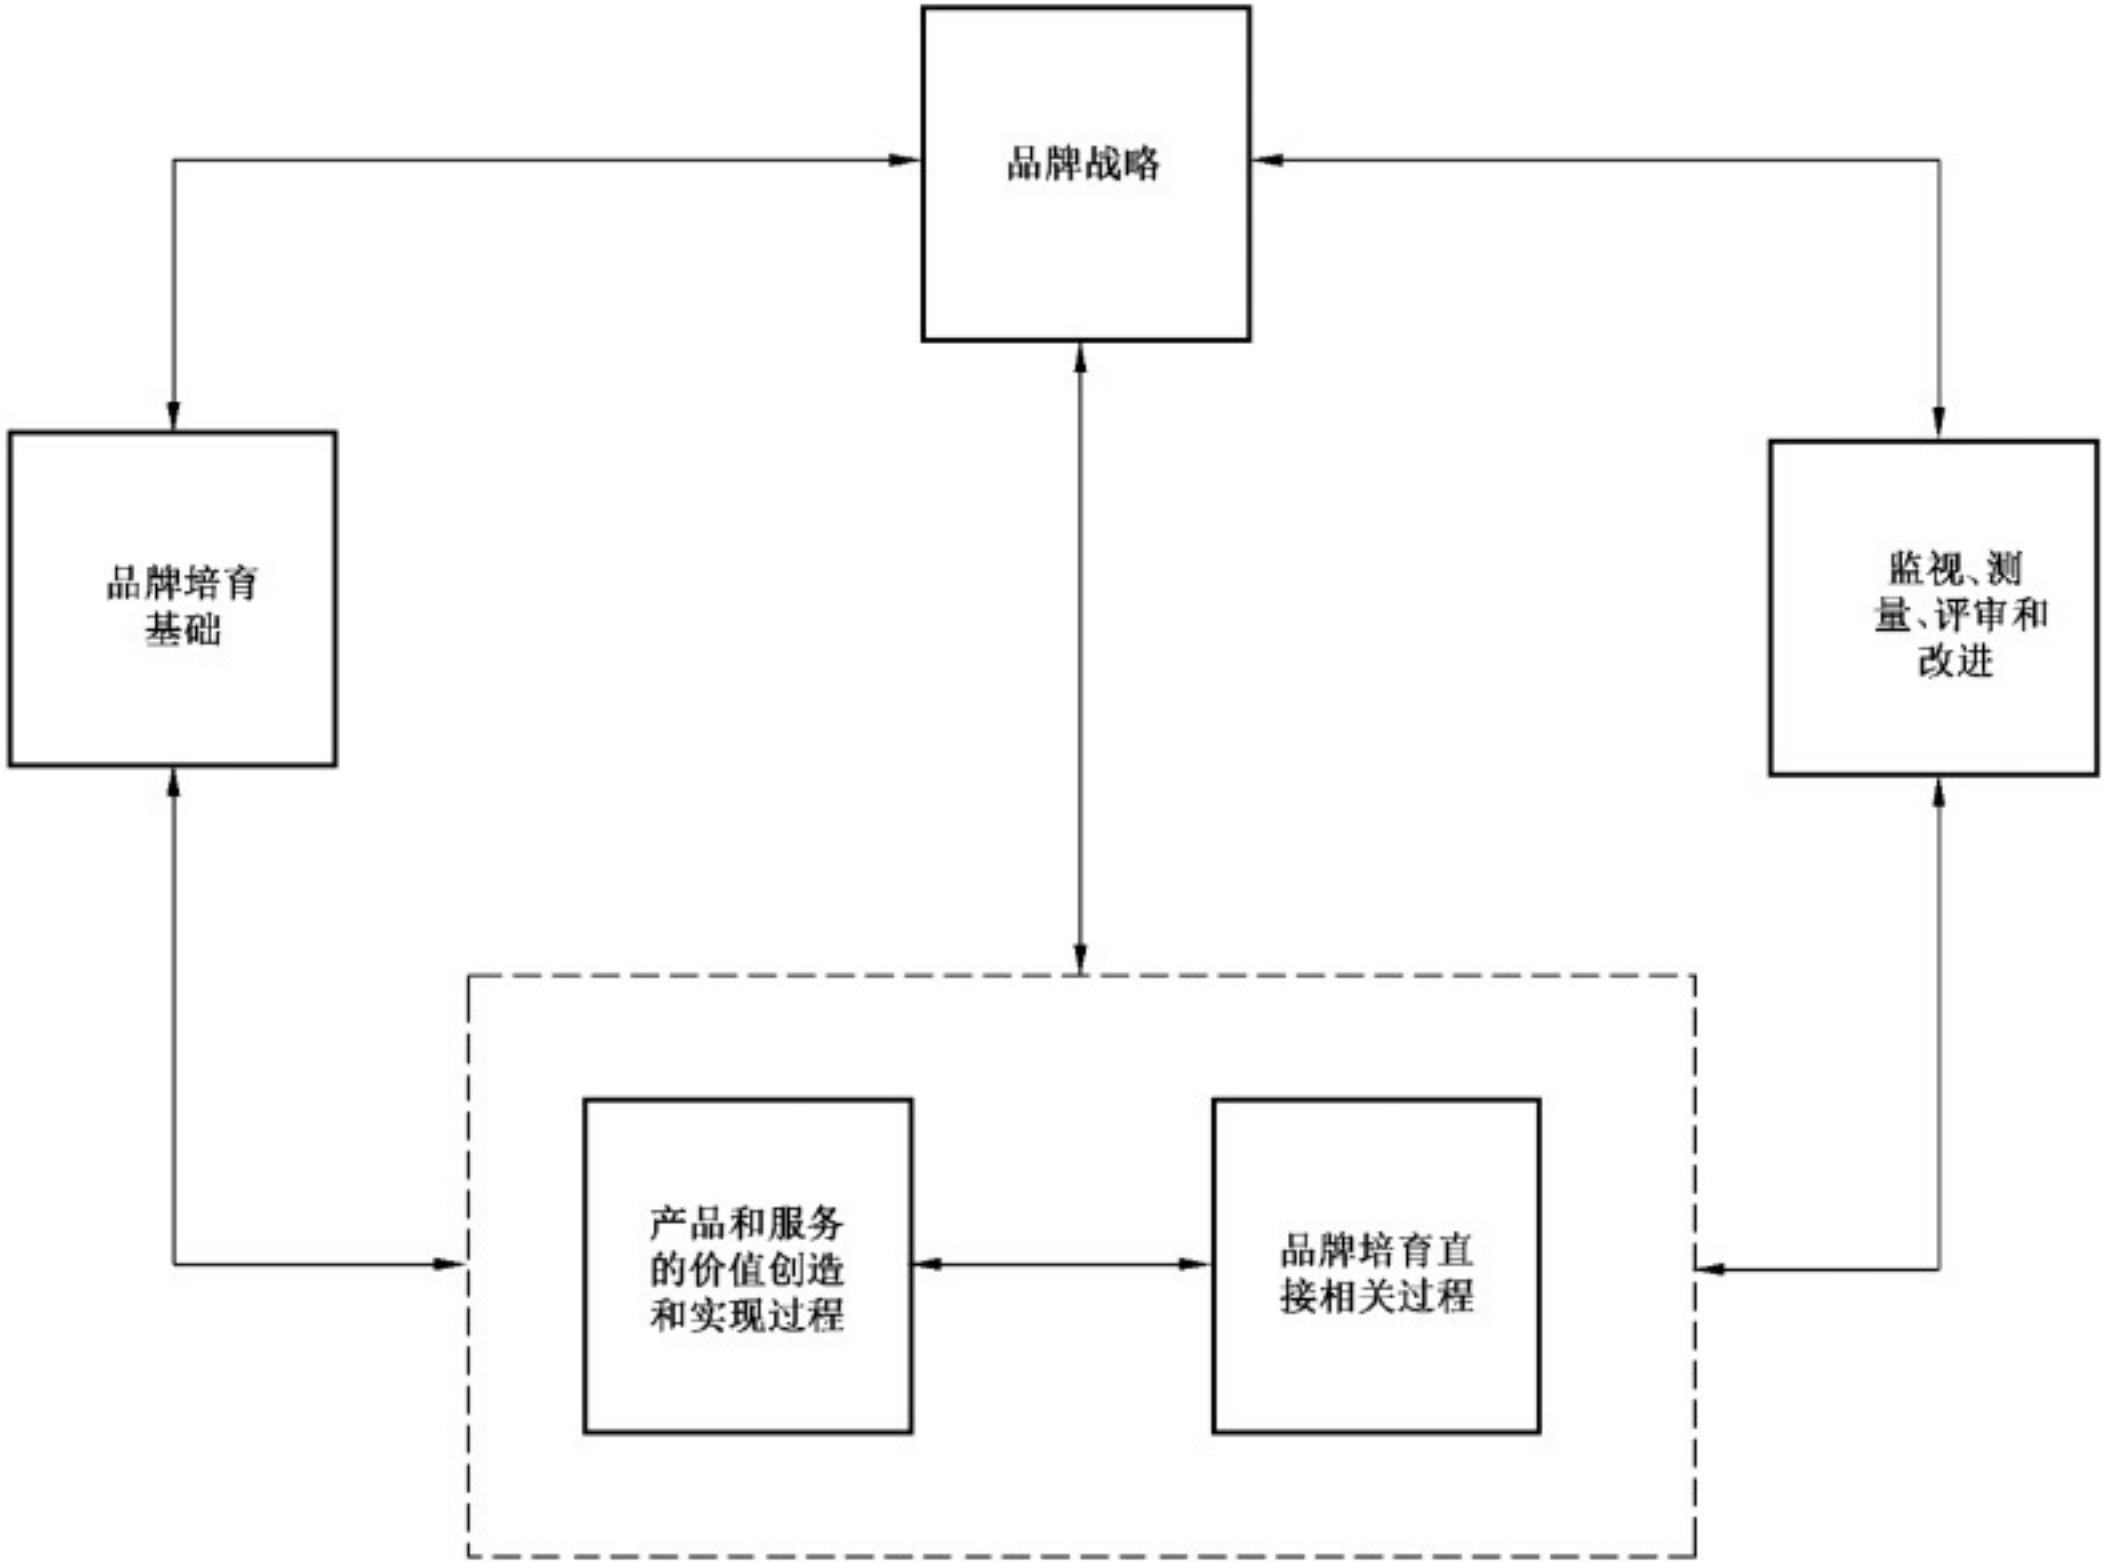 品牌战略
品牌培育
基础
监视、测
量、评审和
改进
产品和服务
的价值创造
和实现过程
品牌培育直
接相关过程